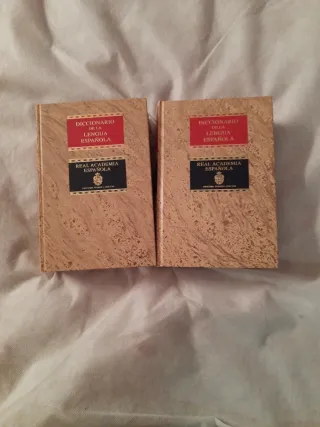 DICCIONARIO
DE LA
LENGUA
ESPAÑOLA
REAL ACADEMIA
ESPAÑOLA
DICCIONARIO
DE LA
LENGUA
ESPAÑOLA
REAL ACADEMIA
ESPAÑOLA